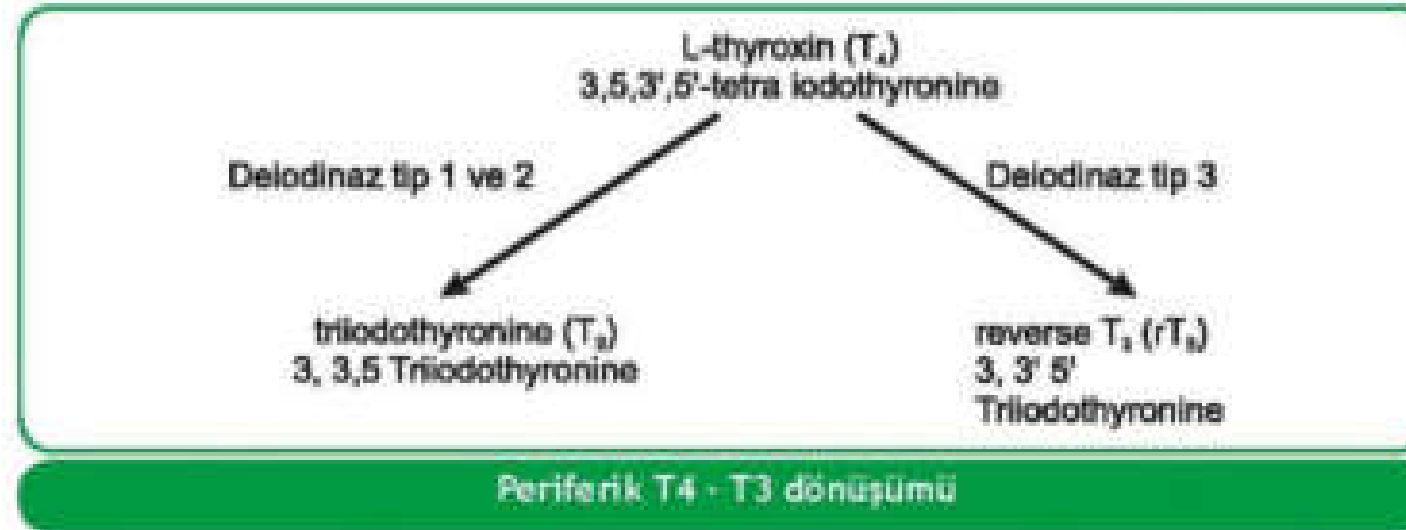 L-thyroxin (T₄)
3,5,3',5'-tetra iodothyronine
Deiodinaz tip 1 ve 2
Deiodinaz tip 3
triiodothyronine (T₃)
3, 3,5 Triiodothyronine
reverse T₃ (rT₃)
3, 3' 5'
Triiodothyronine
Periferik T4 - T3 dönüşümü